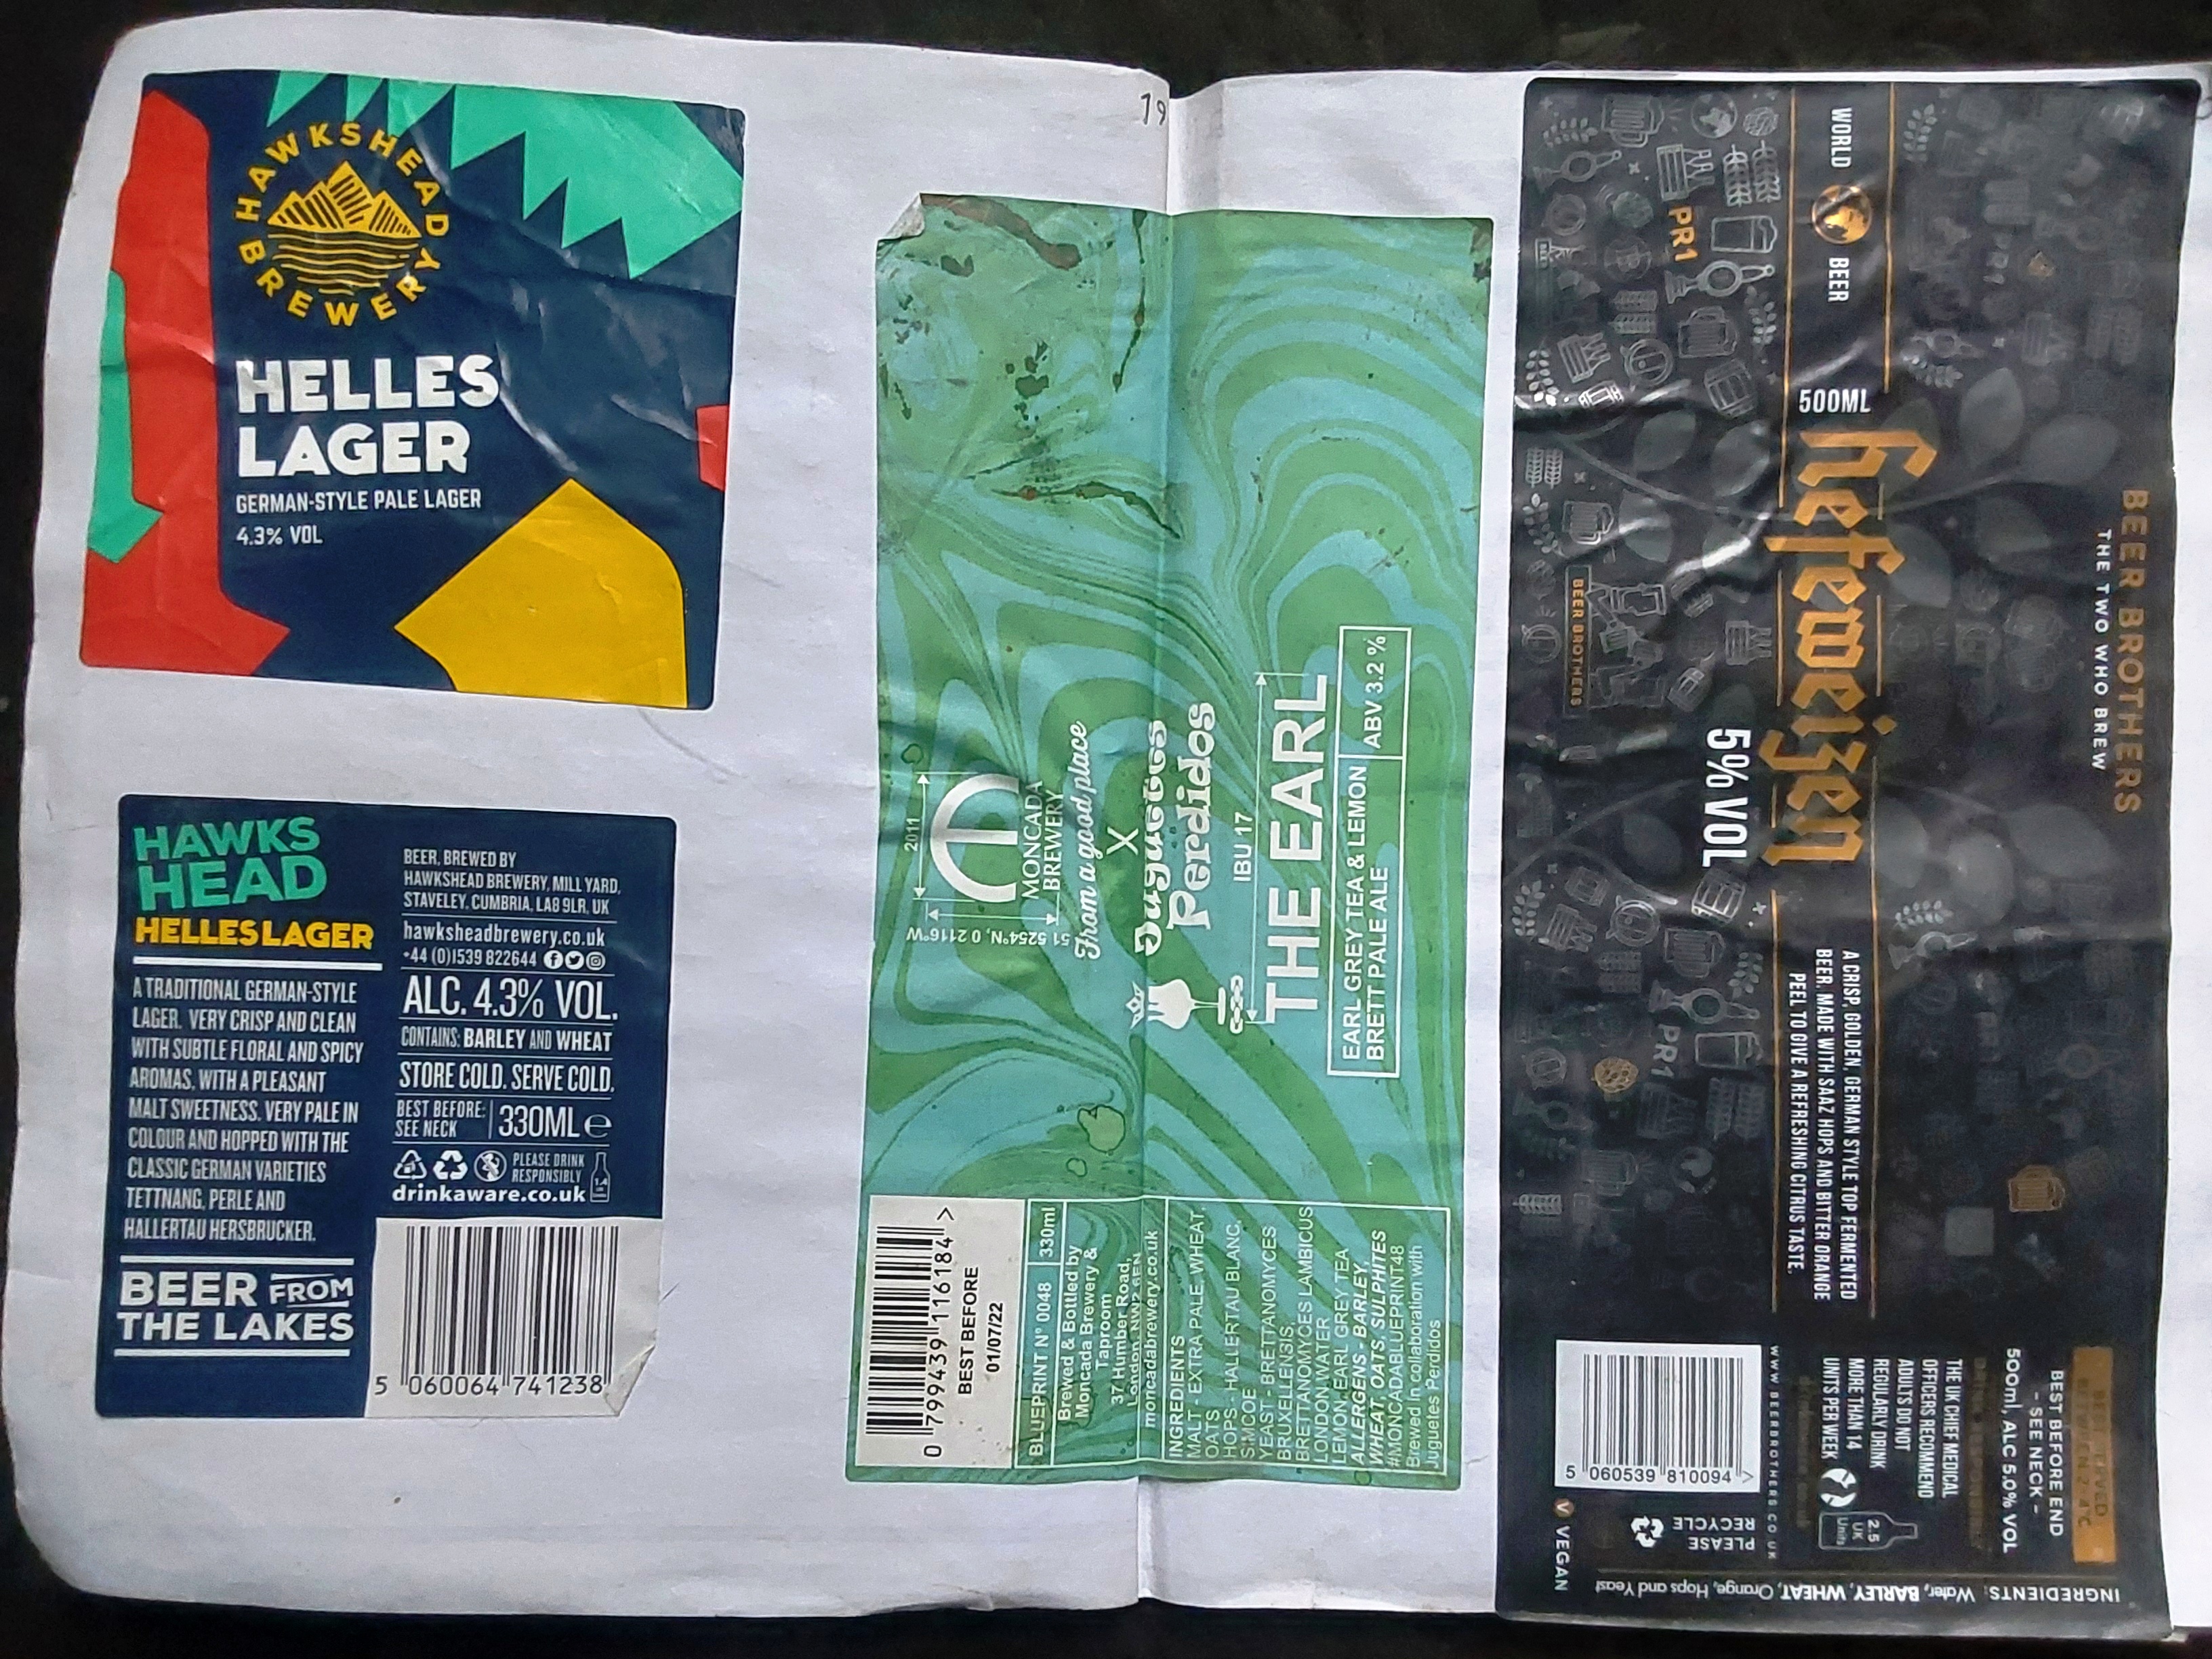 HAWKSHEAD BREWERY
HELLES
LAGER
GERMAN-STYLE PALE LAGER
4.3% VOL
HAWKS
HEAD
HELLES LAGER
A TRADITIONAL GERMAN-STYLE
LAGER. VERY CRISP AND CLEAN
WITH SUBTLE FLORAL AND SPICY
AROMAS, WITH A PLEASANT
MALT SWEETNESS. VERY PALE IN
COLOUR AND HOPPED WITH THE
CLASSIC GERMAN VARIETIES
TETTNANG, PERLE AND
HALLERTAU HERSBRUCKER.
BEER FROM
THE LAKES
BEER, BREWED BY
HAWKSHEAD BREWERY, MILL YARD,
STAVELEY, CUMBRIA, LA8 9LR, UK
hawksheadbrewery.co.uk
+44 (0)1539 822644
ALC. 4.3% VOL.
CONTAINS: BARLEY AND WHEAT
STORE COLD. SERVE COLD.
BEST BEFORE:
SEE NECK
330ML e
PLEASE DRINK
RESPONSIBLY
1.4
drinkaware.co.uk
5 060064 741238
19
2011
51.5254°N, 0.2116°W
MONCADA
BREWERY
From a good place
X
Juguetes
Perdidos
IBU 17
THE EARL
EARL GREY TEA & LEMON
BRETT PALE ALE
ABV 3.2 %
0 799439 116184 >
BEST BEFORE
01/07/22
BLUEPRINT N° 0048
330ml
Brewed & Bottled by
Moncada Brewery &
Taproom
37 Humber Road,
London, NW2 6EN
moncadabrewery.co.uk
INGREDIENTS
MALT - EXTRA PALE, WHEAT,
OATS
HOPS - HALLERTAU BLANC,
SIMCOE
YEAST - BRETTANOMYCES
BRUXELLENSIS,
BRETTANOMYCES LAMBICUS
LONDON WATER
LEMON, EARL GREY TEA
ALLERGENS - BARLEY,
WHEAT, OATS, SULPHITES
#MONCADABLUEPRINT48
Brewed in collaboration with
Juguetes Perdidos
BEER BROTHERS
THE TWO WHO BREW
WORLD BEER
500ML
hefeweizen
5% VOL
A CRISP, GOLDEN, GERMAN STYLE TOP FERMENTED
BEER. MADE WITH SAAZ HOPS AND BITTER ORANGE
PEEL TO GIVE A REFRESHING CITRUS TASTE.
PR1
BEER BROTHERS
PR1
BEST BEFORE END
- SEE NECK -
500ml, ALC 5.0% VOL
THE UK CHIEF MEDICAL
OFFICERS RECOMMEND
ADULTS DO NOT
REGULARLY DRINK
MORE THAN 14
UNITS PER WEEK
2.5
UK
Units
WWW.BEERBROTHERS.CO.UK
5 060539 810094 >
PLEASE
RECYCLE
V VEGAN
INGREDIENTS: Water, BARLEY, WHEAT, Orange, Hops and Yeast